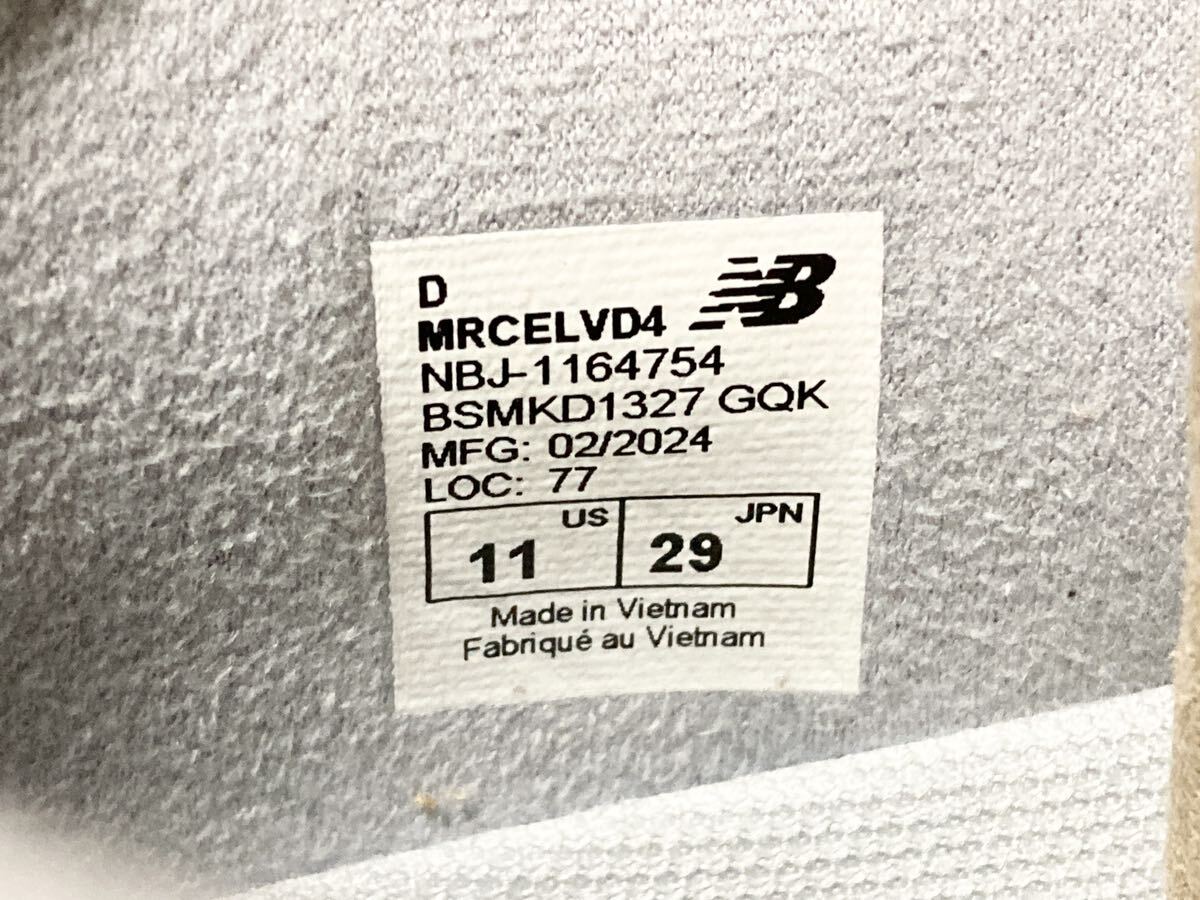 D
NB
MRCELVD4
NBJ-1164754
BSMKD1327 GQK
MFG: 02/2024
LOC: 77
US JPN
11 29
Made in Vietnam
Fabriqué au Vietnam